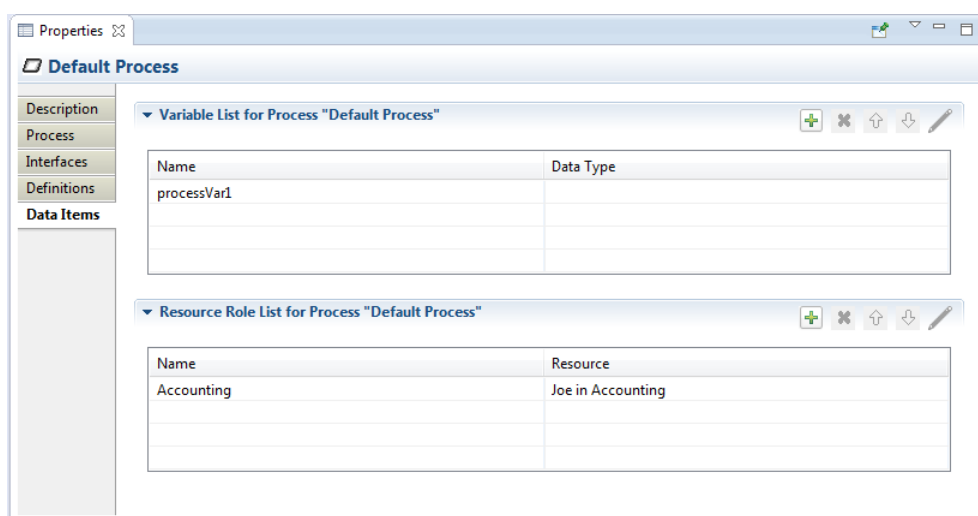 Properties
Default Process
Description
Process
Interfaces
Definitions
Data Items
Variable List for Process "Default Process"
Name Data Type
processVar1
Resource Role List for Process "Default Process"
Name Resource
Accounting Joe in Accounting